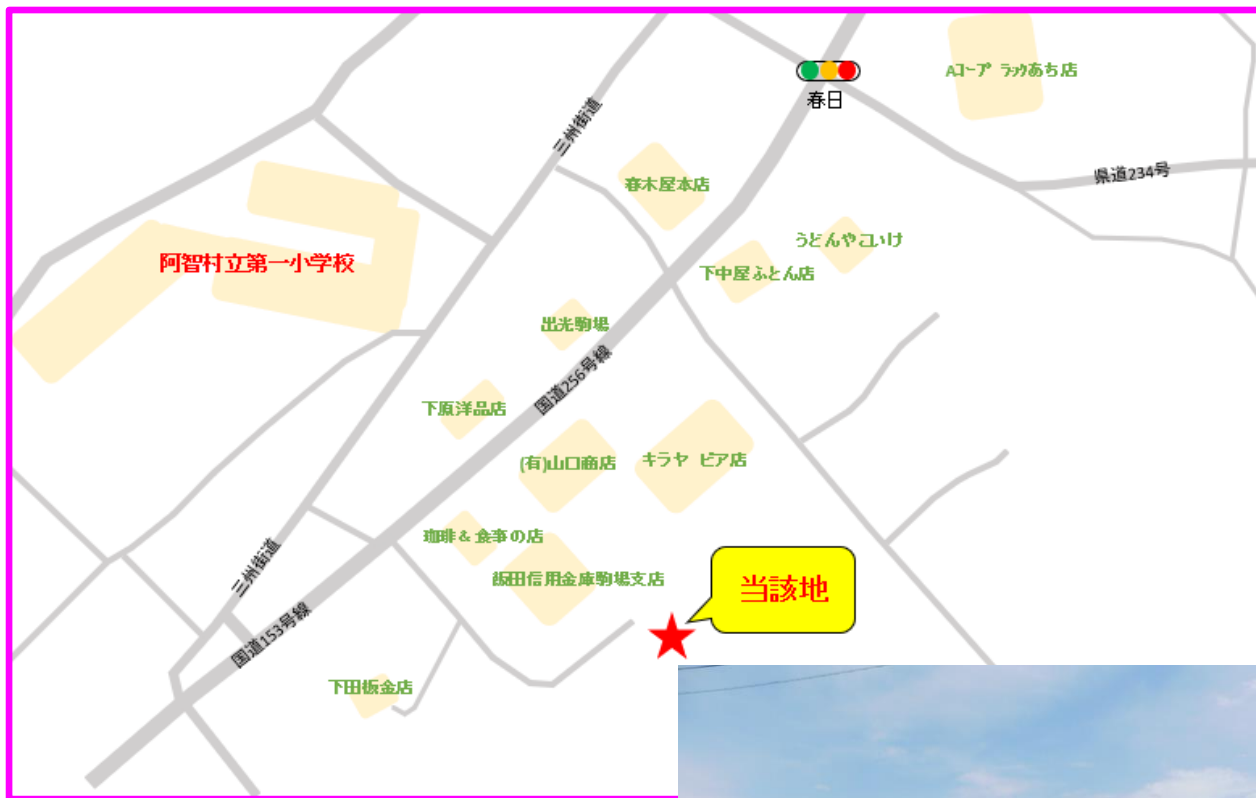 Aコープ ラックあち店
春日
三州街道
県道234号
春木屋本店
うどんやこいけ
阿智村立第一小学校
下中屋ふとん店
出光駒場
国道256号線
下原洋品店
(有)山口商店
キラヤ ピア店
珈琲&食事の店
三州街道
飯田信用金庫駒場支店
当該地
国道153号線
下田板金店